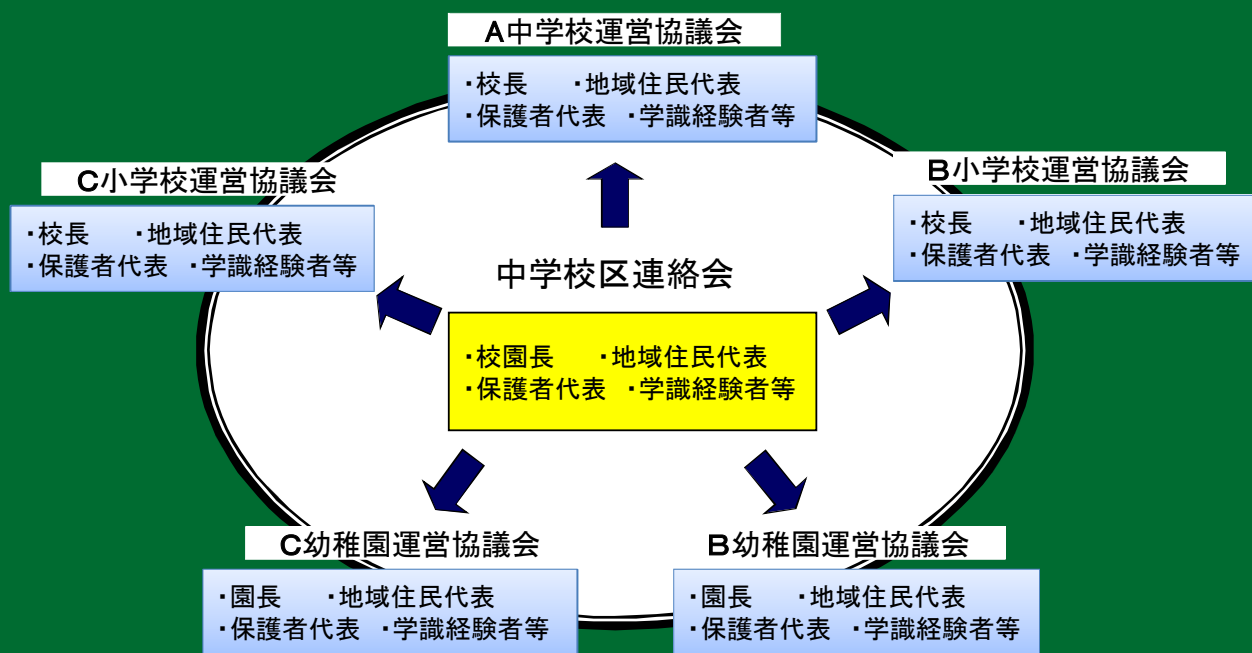 A中学校運営協議会
・校長　　・地域住民代表
・保護者代表　・学識経験者等
C小学校運営協議会
・校長　　・地域住民代表
・保護者代表　・学識経験者等
B小学校運営協議会
・校長　　・地域住民代表
・保護者代表　・学識経験者等
中学校区連絡会
・校園長　　・地域住民代表
・保護者代表　・学識経験者等
C幼稚園運営協議会
・園長　　・地域住民代表
・保護者代表　・学識経験者等
B幼稚園運営協議会
・園長　　・地域住民代表
・保護者代表　・学識経験者等